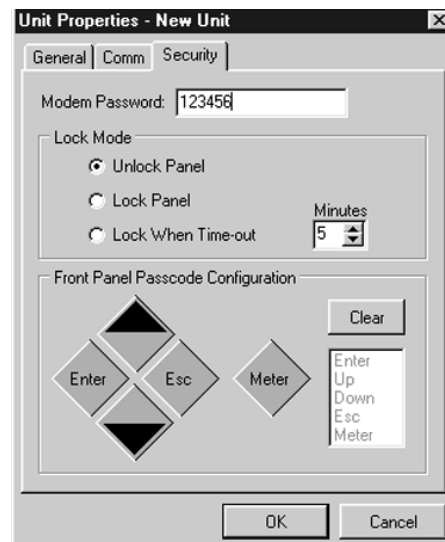 Unit Properties - New Unit
General Comm Security
Modem Password: 123456
Lock Mode
Unlock Panel
Lock Panel
Lock When Time-out
Minutes
5
Front Panel Passcode Configuration
Enter
Esc
Meter
Clear
Enter
Up
Down
Esc
Meter
OK
Cancel